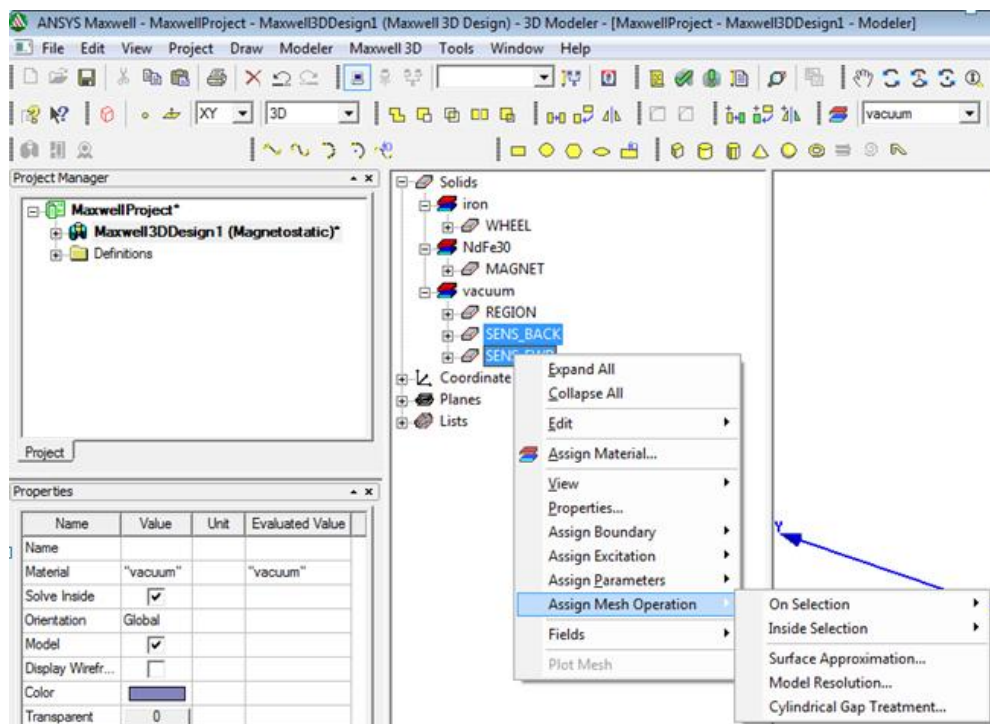 ANSYS Maxwell - MaxwellProject - Maxwell3DDesign1 (Maxwell 3D Design) - 3D Modeler - [MaxwellProject - Maxwell3DDesign1 - Modeler]
File Edit View Project Draw Modeler Maxwell 3D Tools Window Help
XY 3D vacuum
Project Manager
MaxwellProject*
Maxwell3DDesign1 (Magnetostatic)*
Definitions
Project
Properties
Name Value Unit Evaluated Value
Name
Material "vacuum" "vacuum"
Solve Inside
Orientation Global
Model
Display Wirefr...
Color
Transparent 0
Solids
iron
WHEEL
NdFe30
MAGNET
vacuum
REGION
SENS_BACK
Coordinate
Planes
Lists
Expand All
Collapse All
Edit
Assign Material...
View
Properties...
Assign Boundary
Assign Excitation
Assign Parameters
Assign Mesh Operation
Fields
Plot Mesh
On Selection
Inside Selection
Surface Approximation...
Model Resolution...
Cylindrical Gap Treatment...
Y